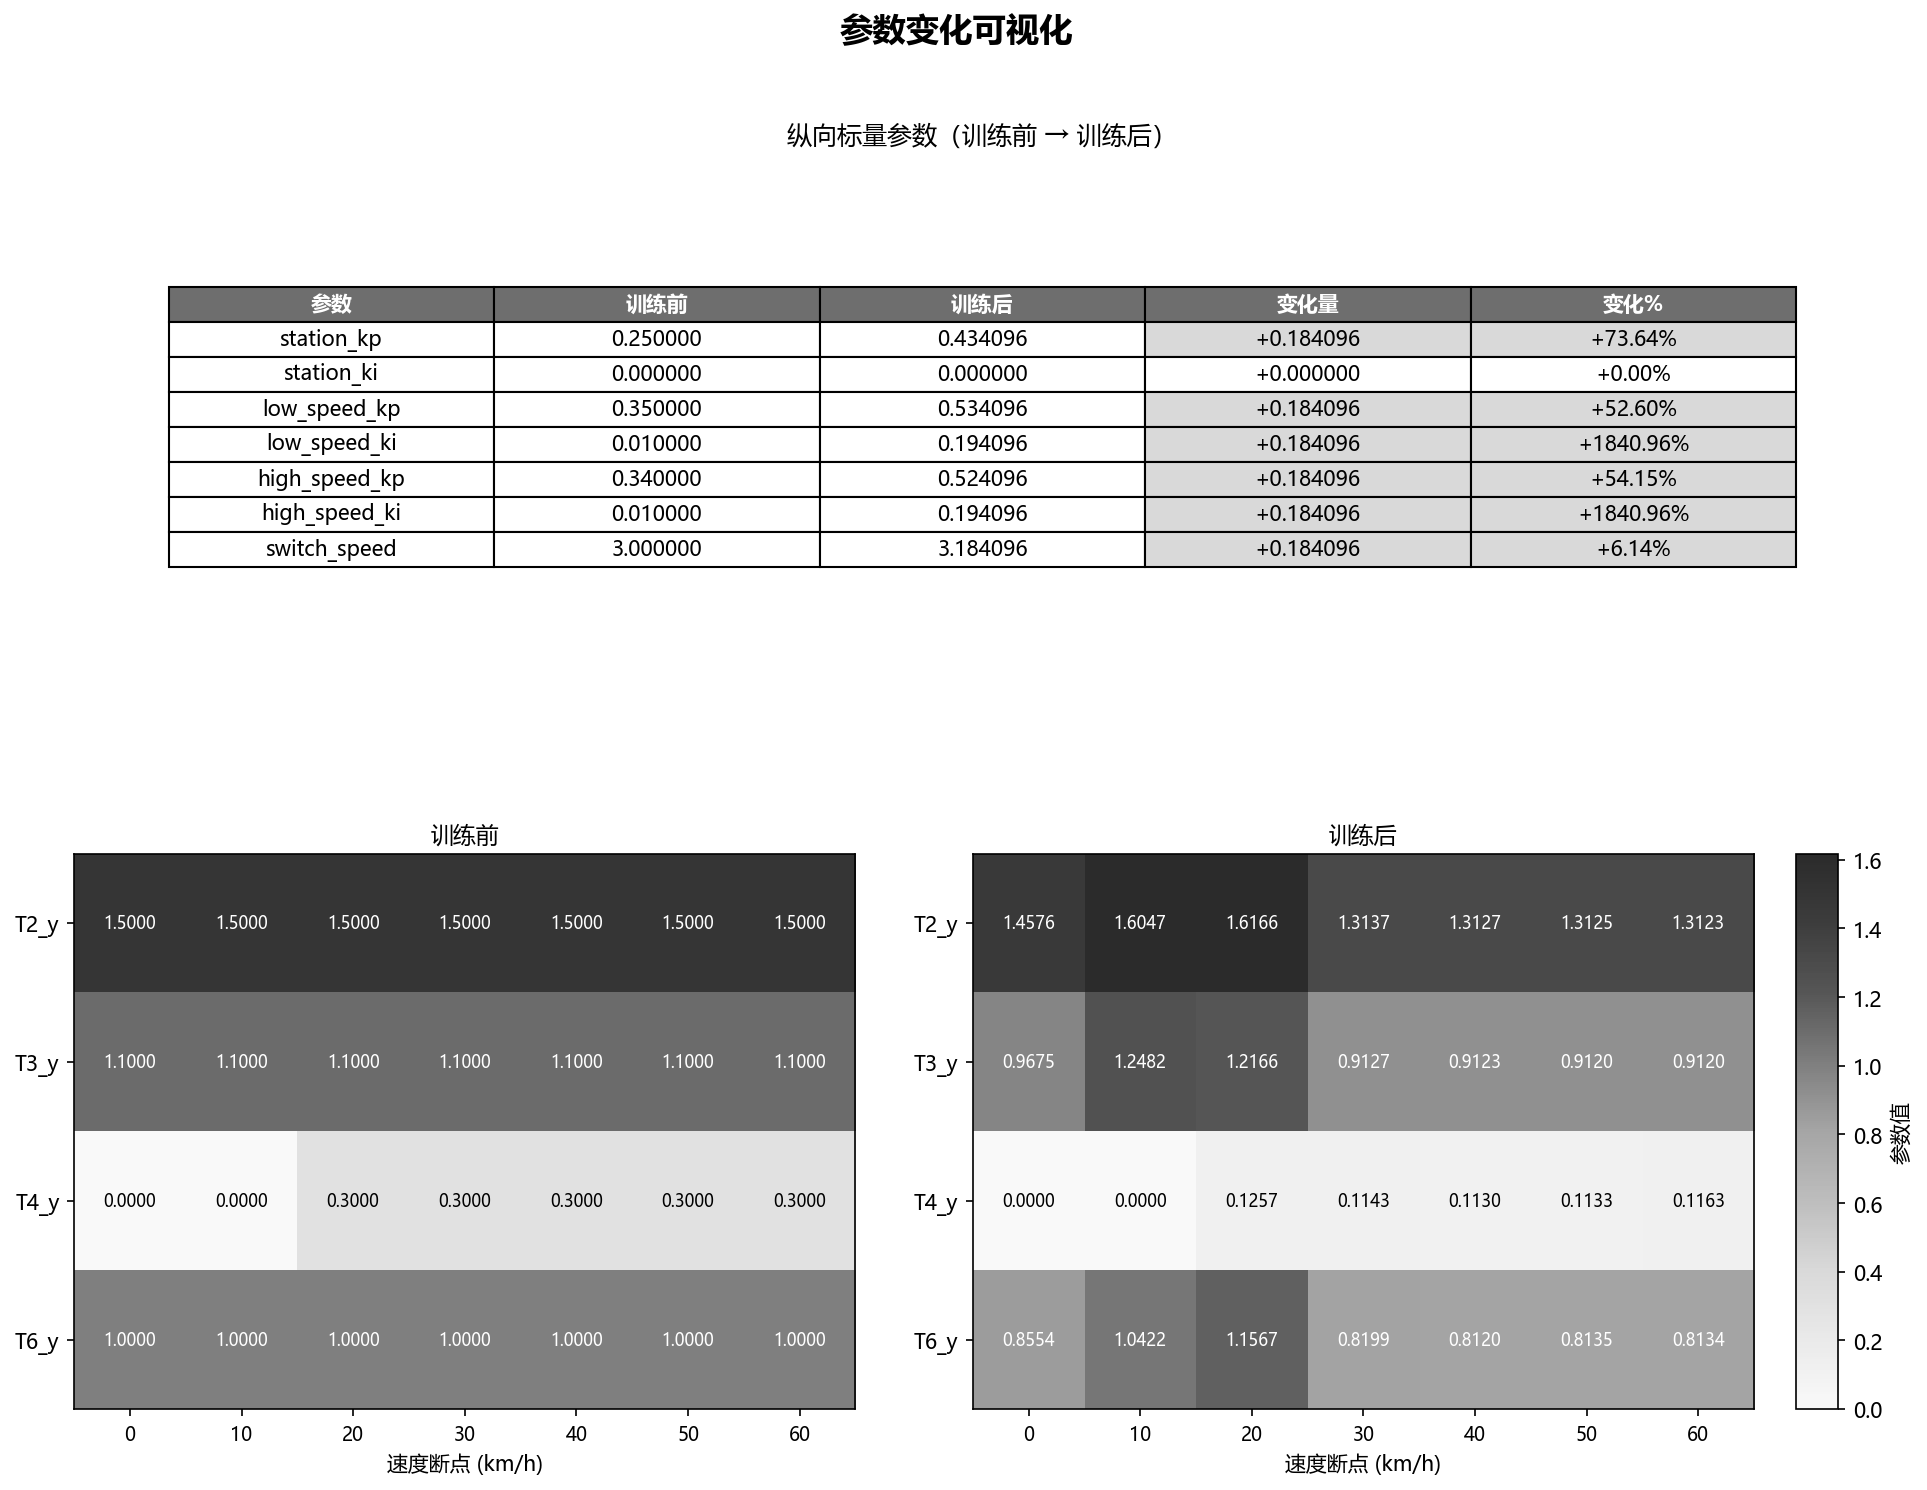 参数变化可视化
纵向标量参数（训练前 → 训练后）
参数 训练前 训练后 变化量 变化%
station_kp 0.250000 0.434096 +0.184096 +73.64%
station_ki 0.000000 0.000000 +0.000000 +0.00%
low_speed_kp 0.350000 0.534096 +0.184096 +52.60%
low_speed_ki 0.010000 0.194096 +0.184096 +1840.96%
high_speed_kp 0.340000 0.524096 +0.184096 +54.15%
high_speed_ki 0.010000 0.194096 +0.184096 +1840.96%
switch_speed 3.000000 3.184096 +0.184096 +6.14%
训练前
T2_y 1.5000 1.5000 1.5000 1.5000 1.5000 1.5000 1.5000
T3_y 1.1000 1.1000 1.1000 1.1000 1.1000 1.1000 1.1000
T4_y 0.0000 0.0000 0.3000 0.3000 0.3000 0.3000 0.3000
T6_y 1.0000 1.0000 1.0000 1.0000 1.0000 1.0000 1.0000
0 10 20 30 40 50 60
速度断点 (km/h)
训练后
T2_y 1.4576 1.6047 1.6166 1.3137 1.3127 1.3125 1.3123
T3_y 0.9675 1.2482 1.2166 0.9127 0.9123 0.9120 0.9120
T4_y 0.0000 0.0000 0.1257 0.1143 0.1130 0.1133 0.1163
T6_y 0.8554 1.0422 1.1567 0.8199 0.8120 0.8135 0.8134
0 10 20 30 40 50 60
速度断点 (km/h)
1.6
1.4
1.2
1.0
0.8
0.6
0.4
0.2
0.0
参数值